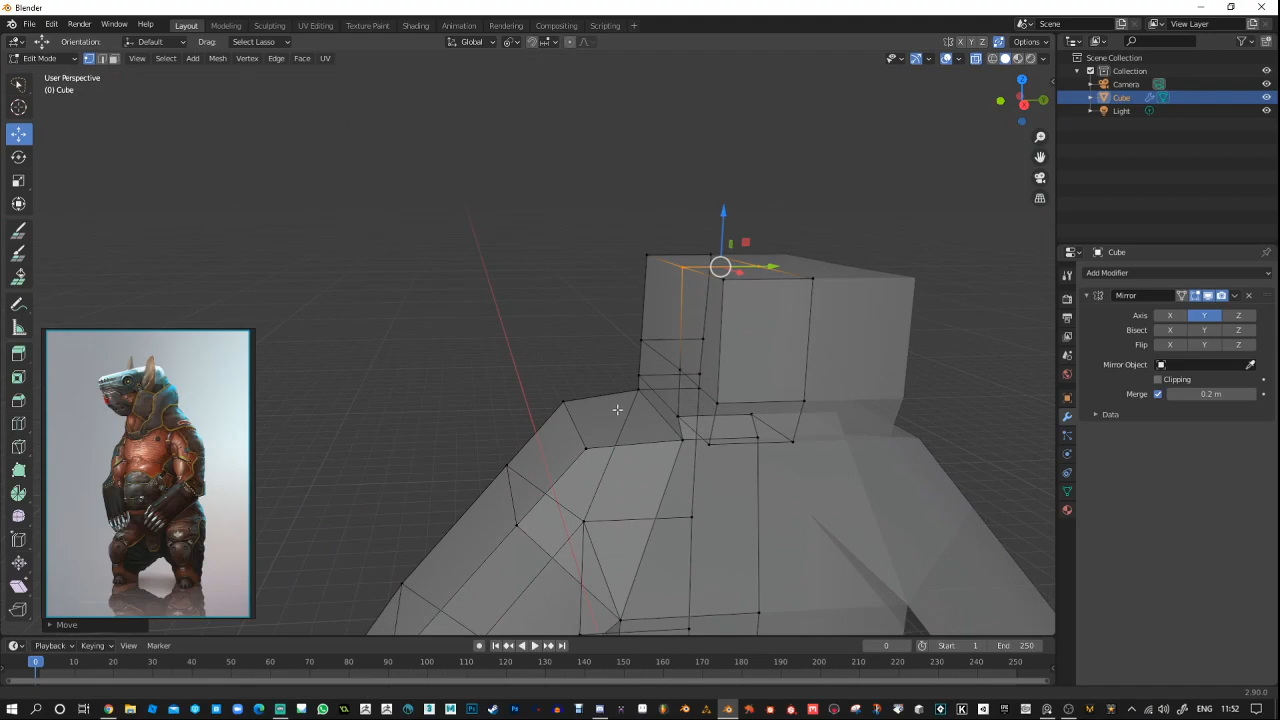 Blender
File Edit Render Window Help Layout Modeling Sculpting UV Editing Texture Paint Shading Animation Rendering Compositing Scripting + Scene View Layer
Orientation: Default Drag: Select Lasso Global X Y Z Options
Edit Mode View Select Add Mesh Vertex Edge Face UV
User Perspective
(0) Cube
Z
Y
X
Scene Collection
Collection
Camera
Cube
Light
Cube
Add Modifier
Mirror
Axis X Y Z
Bisect X Y Z
Flip X Y Z
Mirror Object
Clipping
Merge 0.2 m
Data
Move
Playback Keying View Marker 0 Start 1 End 250
0 10 20 30 40 50 60 70 80 90 100 110 120 130 140 150 160 170 180 190 200 210 220 230 240 250
2.90.0
ENG 11:52